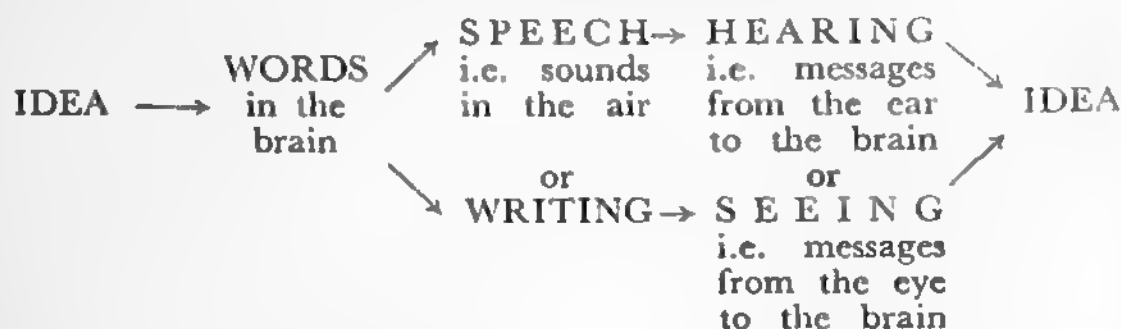 IDEA → WORDS
in the
brain
SPEECH → HEARING
i.e. sounds i.e. messages
in the air from the ear
to the brain
or or
WRITING → SEEING
i.e. messages
from the eye
to the brain
IDEA